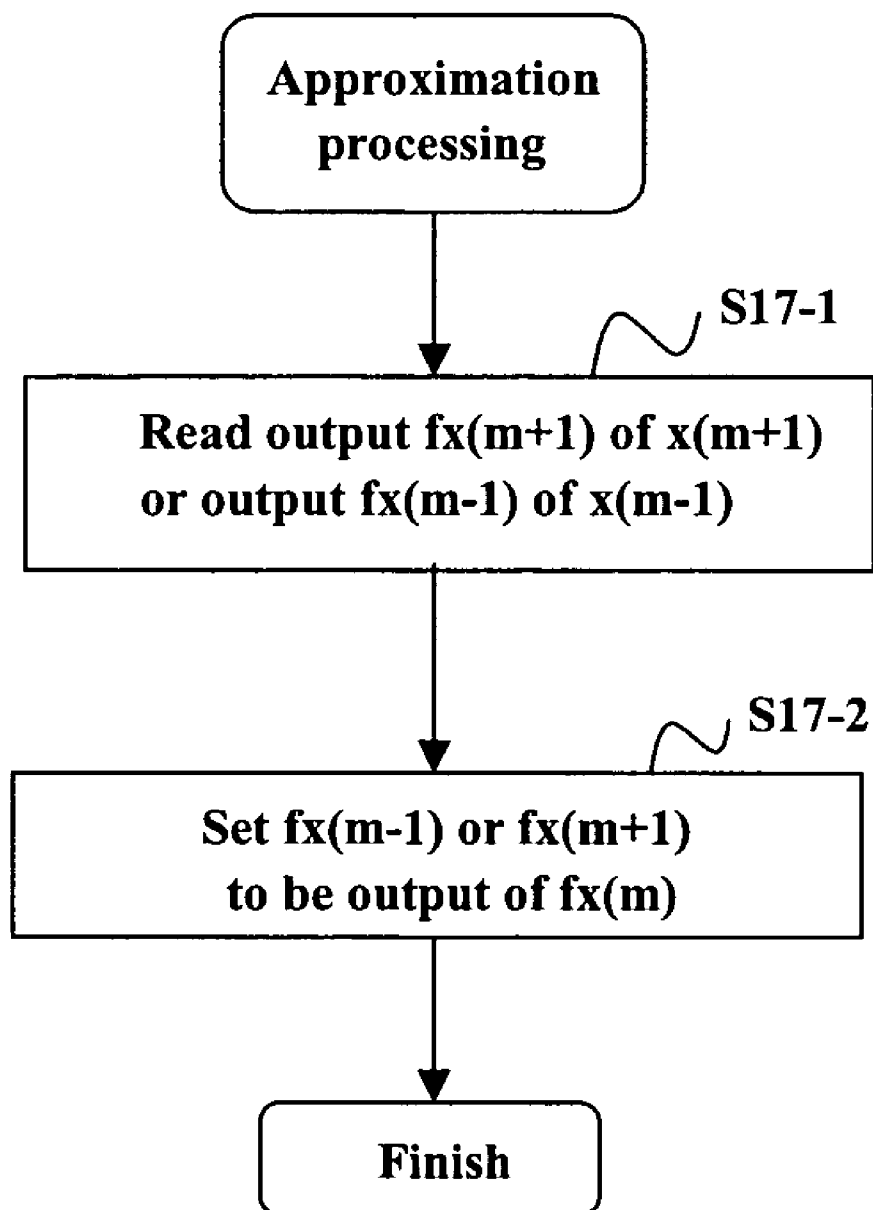 Approximation
processing
S17-1
Read output fx(m+1) of x(m+1)
or output fx(m-1) of x(m-1)
S17-2
Set fx(m-1) or fx(m+1)
to be output of fx(m)
Finish